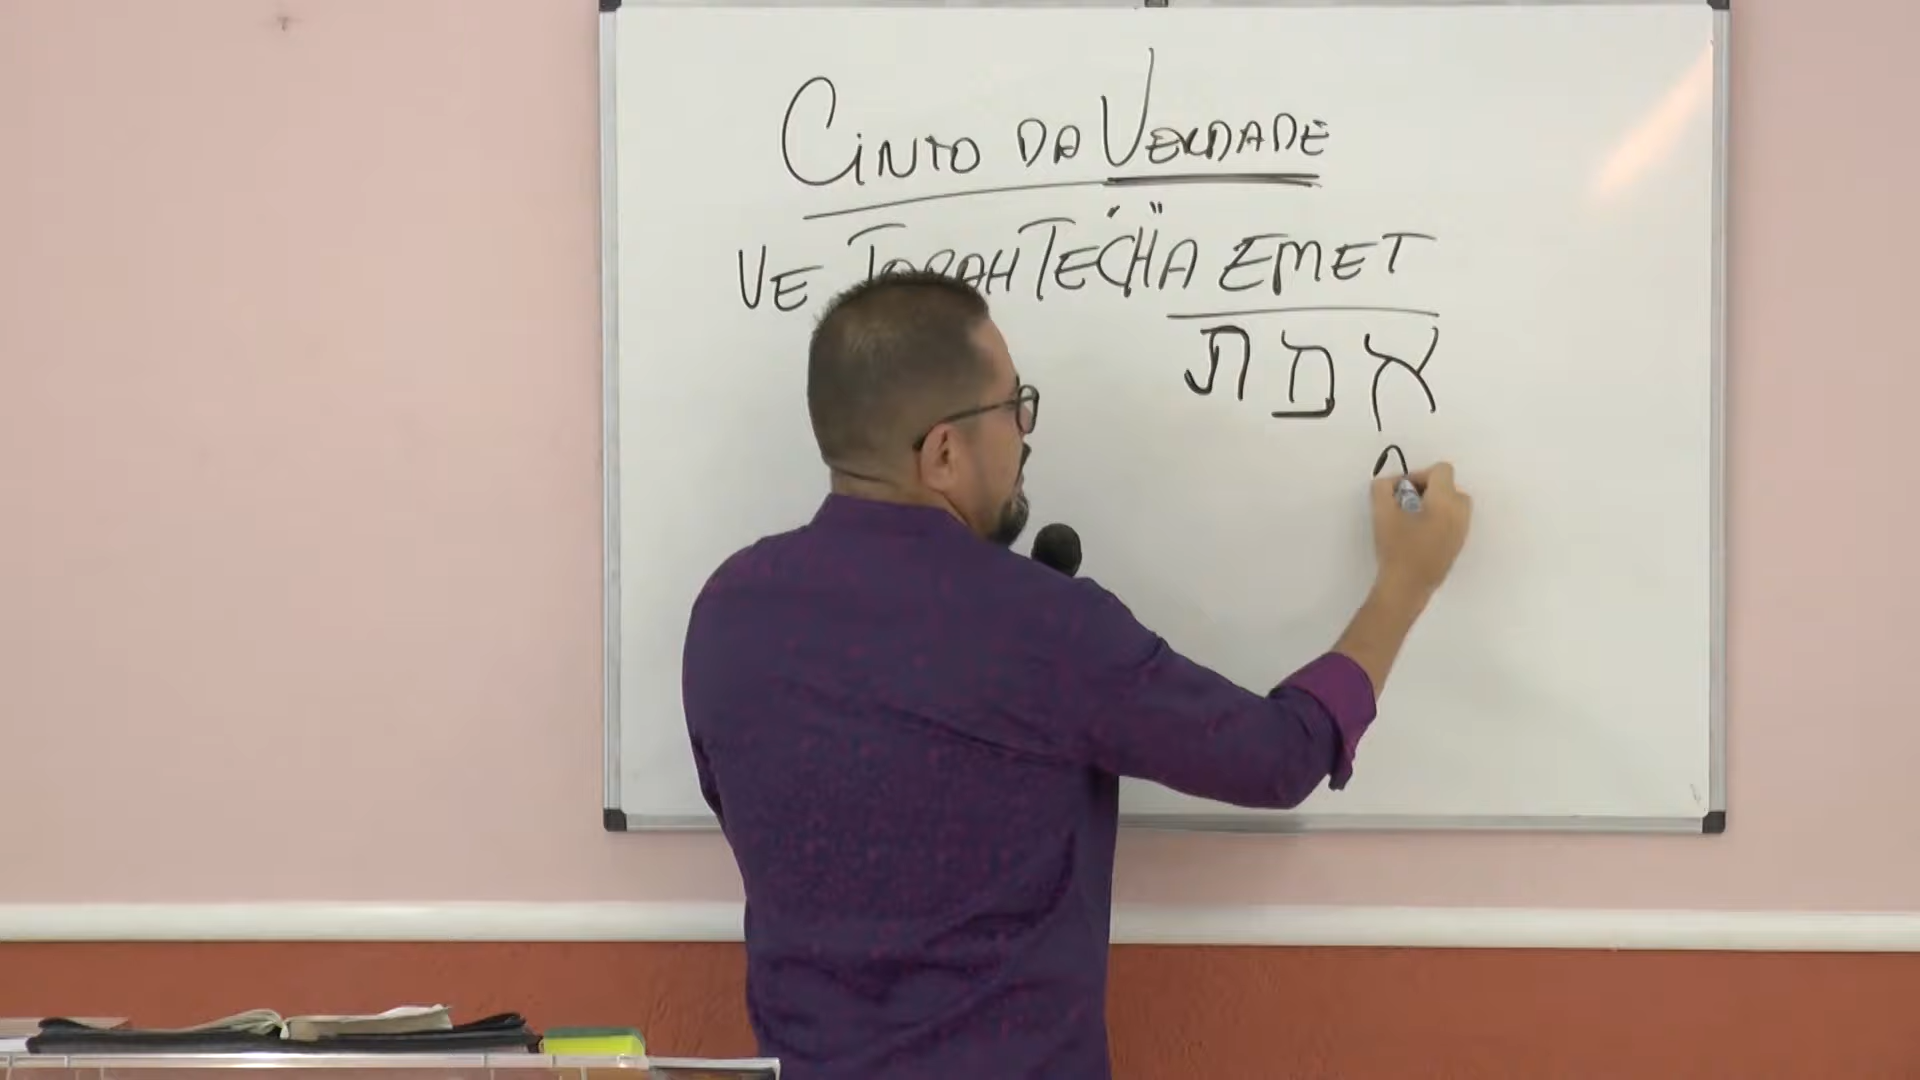 CINTO DA VERDADE
VE TORAHTECHA EMET
אמת